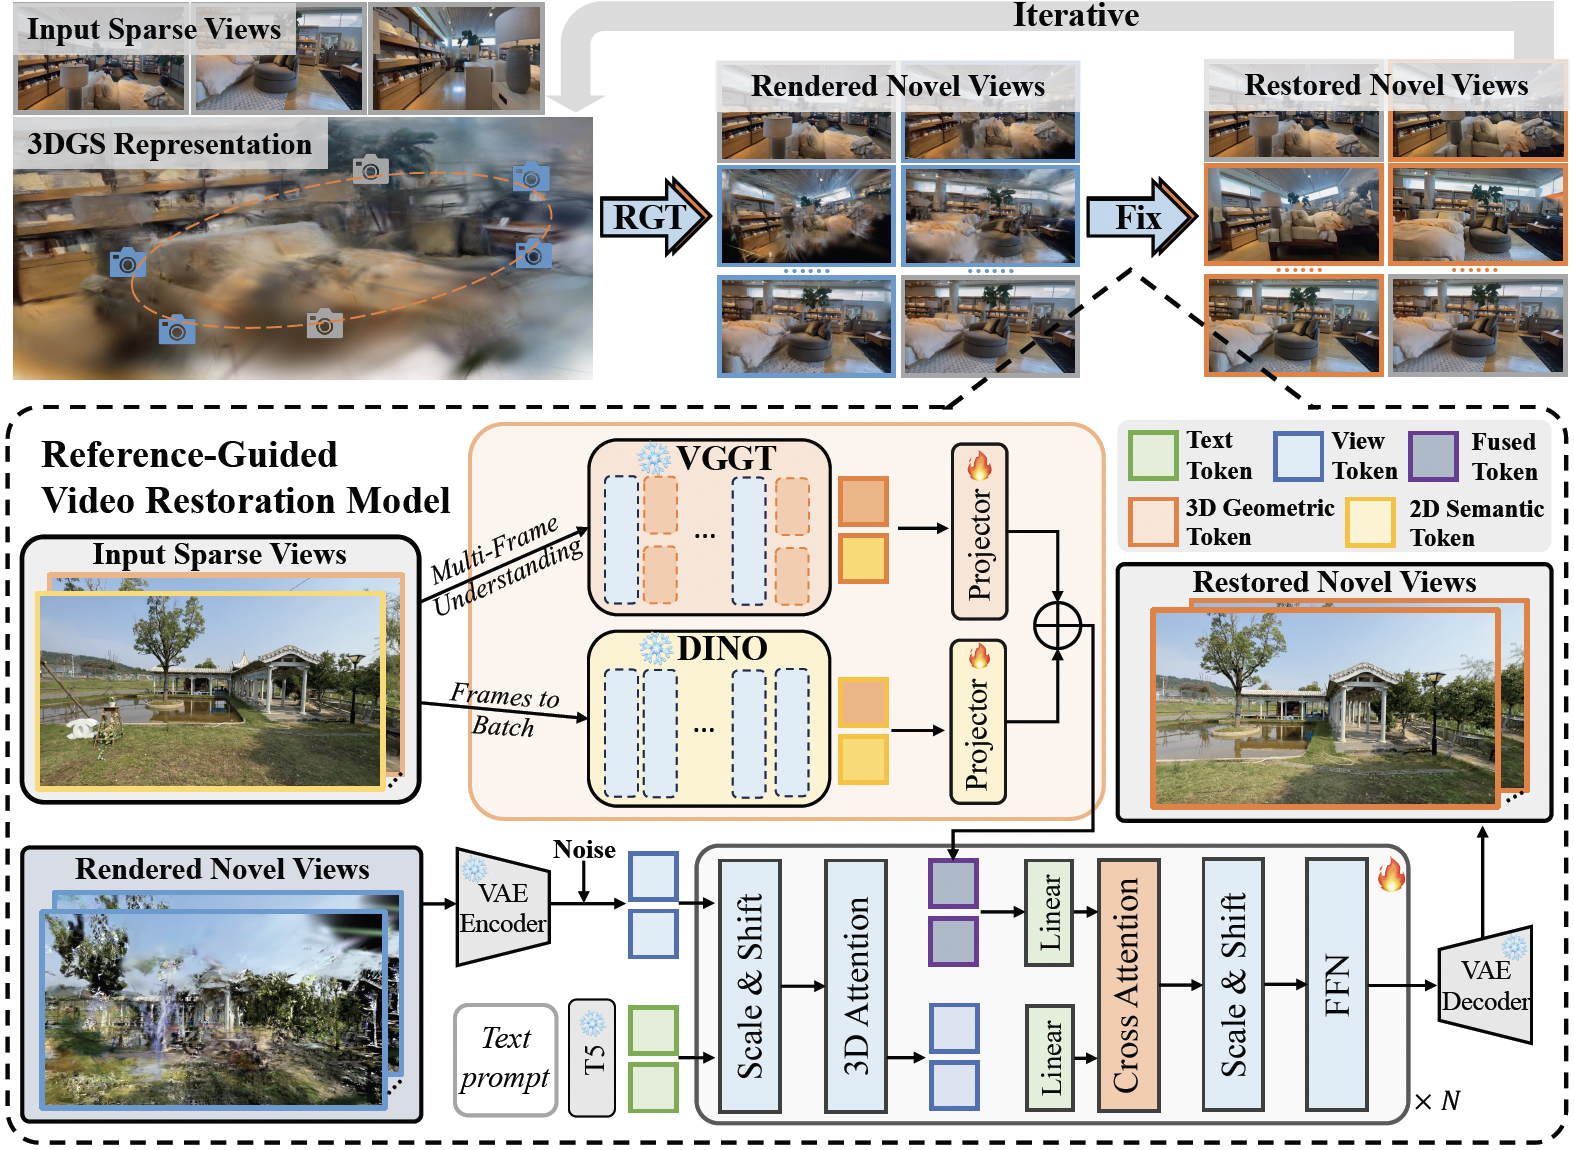 Input Sparse Views
Iterative
3DGS Representation
RGT
Rendered Novel Views
Fix
Restored Novel Views
Reference-Guided
Video Restoration Model
Input Sparse Views
Multi-Frame
Understanding
Frames to
Batch
VGGT
...
DINO
...
Projector
Projector
Text
Token
View
Token
Fused
Token
3D Geometric
Token
2D Semantic
Token
Restored Novel Views
Rendered Novel Views
VAE
Encoder
Noise
Text
prompt
T5
Scale & Shift
3D Attention
Linear
Linear
Cross Attention
Scale & Shift
FFN
× N
VAE
Decoder